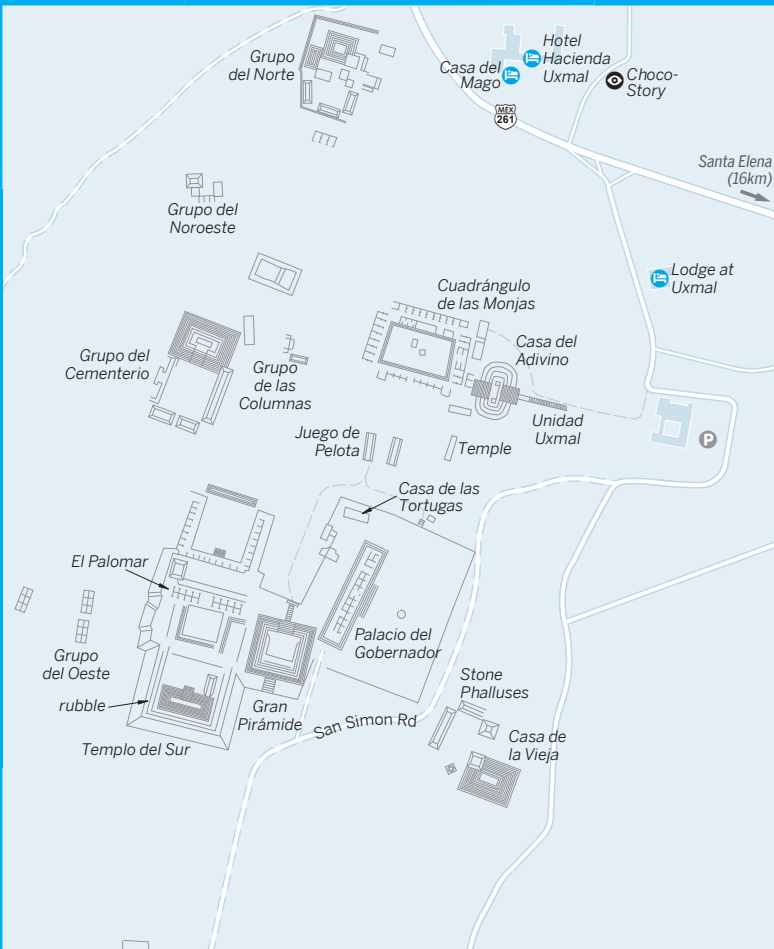 Grupo
del Norte
Hotel
Hacienda
Uxmal
Casa del
Mago
Choco-
Story
MEX
261
Santa Elena
(16km)
Grupo del
Noroeste
Lodge at
Uxmal
Cuadrángulo
de las Monjas
Casa del
Adivino
Grupo del
Cementerio
Grupo
de las
Columnas
Unidad
Uxmal
P
Juego de
Pelota
Temple
Casa de las
Tortugas
El Palomar
Palacio del
Gobernador
Grupo
del Oeste
Stone
Phalluses
rubble
Gran
Pirámide
San Simon Rd
Casa de
la Vieja
Templo del Sur